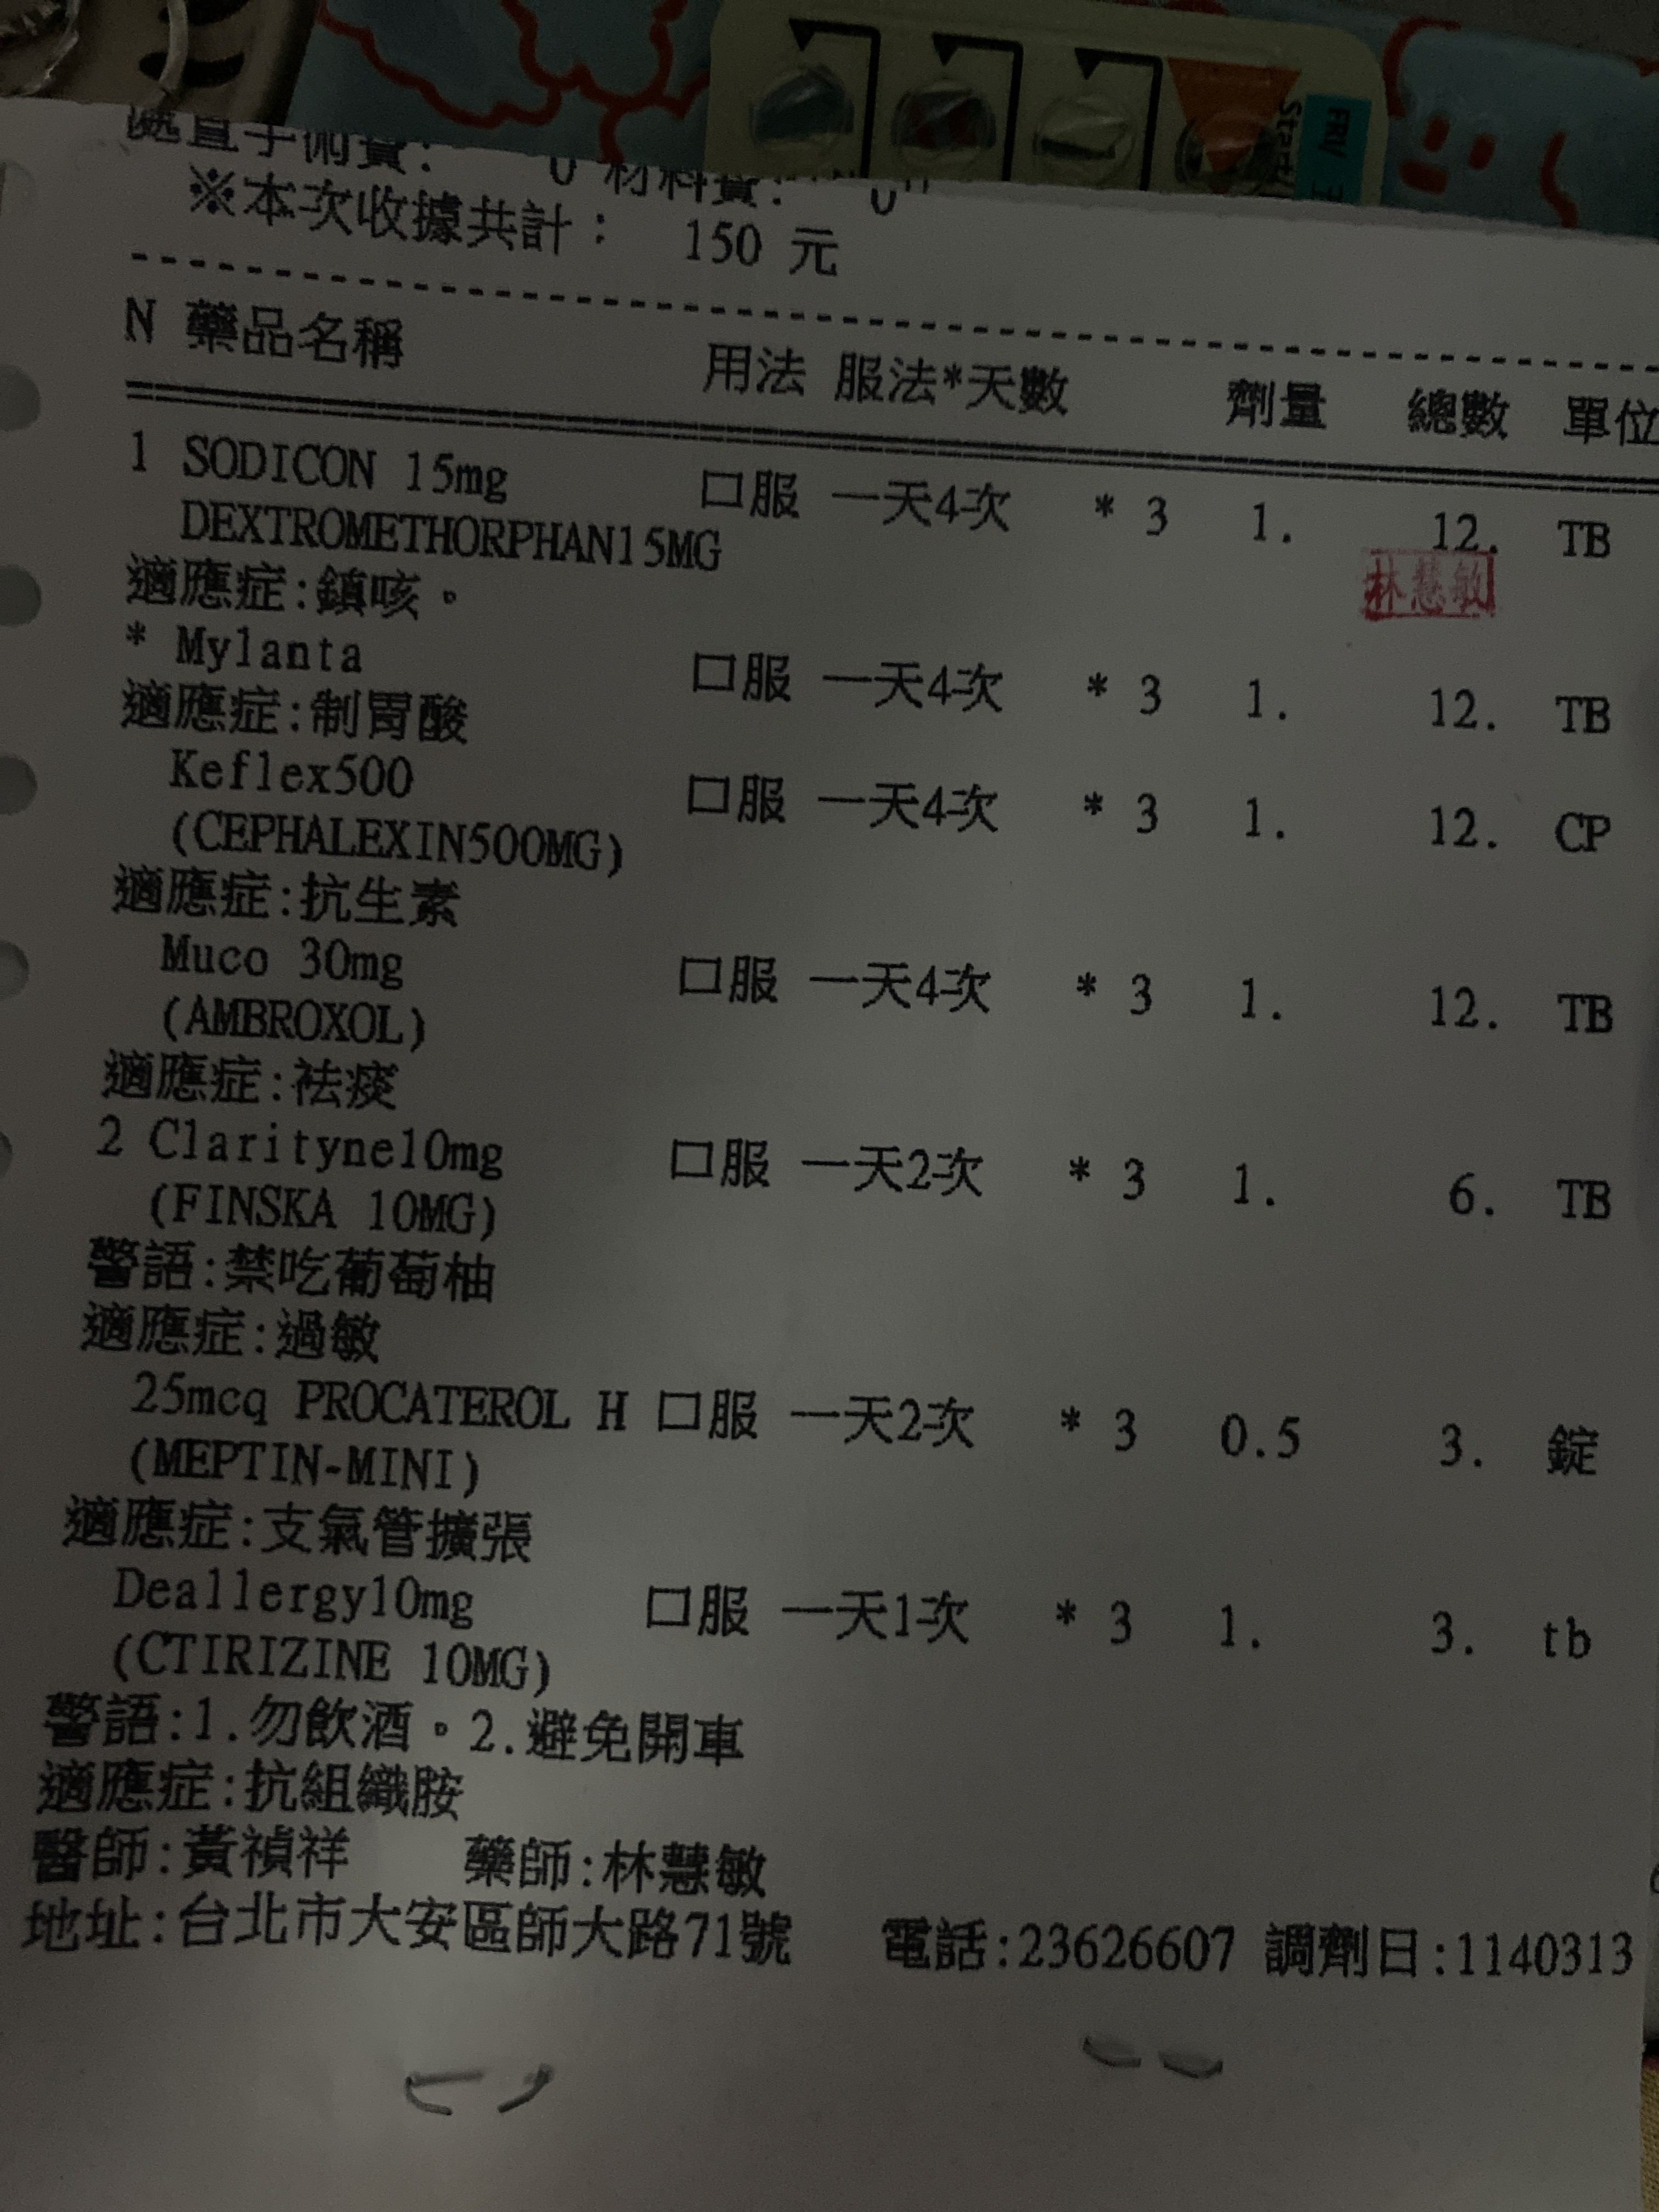 處置手術費: 0 材料費: 0
※本次收據共計： 150 元
N 藥品名稱 用法 服法*天數 劑量 總數 單位
1 SODICON 15mg 口服 一天4次 * 3 1. 12. TB
DEXTROMETHORPHAN15MG
林慧敏
適應症:鎮咳。
* Mylanta 口服 一天4次 * 3 1. 12. TB
適應症:制胃酸
Keflex500 口服 一天4次 * 3 1. 12. CP
(CEPHALEXIN500MG)
適應症:抗生素
Muco 30mg 口服 一天4次 * 3 1. 12. TB
(AMBROXOL)
適應症:祛痰
2 Clarityne10mg 口服 一天2次 * 3 1. 6. TB
(FINSKA 10MG)
警語:禁吃葡萄柚
適應症:過敏
25mcq PROCATEROL H 口服 一天2次 * 3 0.5 3. 錠
(MEPTIN-MINI)
適應症:支氣管擴張
Deallergy10mg 口服 一天1次 * 3 1. 3. tb
(CTIRIZINE 10MG)
警語:1.勿飲酒。2.避免開車
適應症:抗組織胺
醫師:黃禎祥 藥師:林慧敏
地址:台北市大安區師大路71號 電話:23626607 調劑日:1140313
FRI/